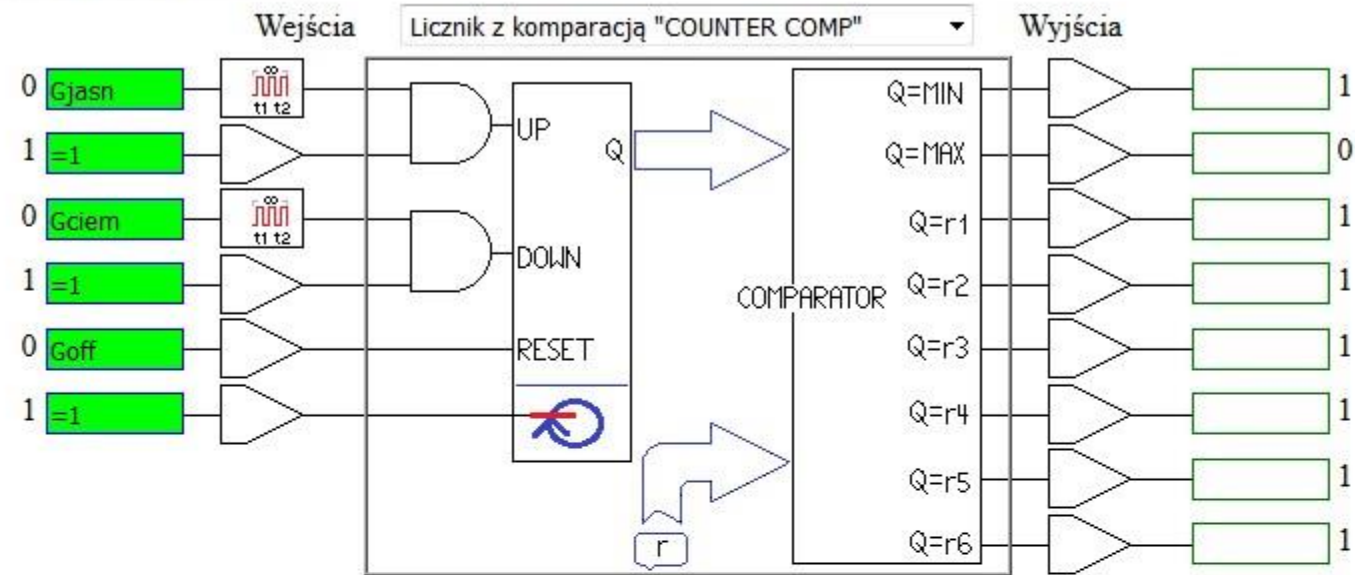 Wejścia Licznik z komparacją "COUNTER COMP" Wyjścia
0 Gjasn ∞ t1 t2 Q=MIN 1
UP
1 =1 Q Q=MAX 0
0 Gciem ∞ t1 t2 Q=r1 1
DOWN
1 =1 COMPARATOR Q=r2 1
0 Goff RESET Q=r3 1
1 =1 Q=r4 1
Q=r5 1
r Q=r6 1